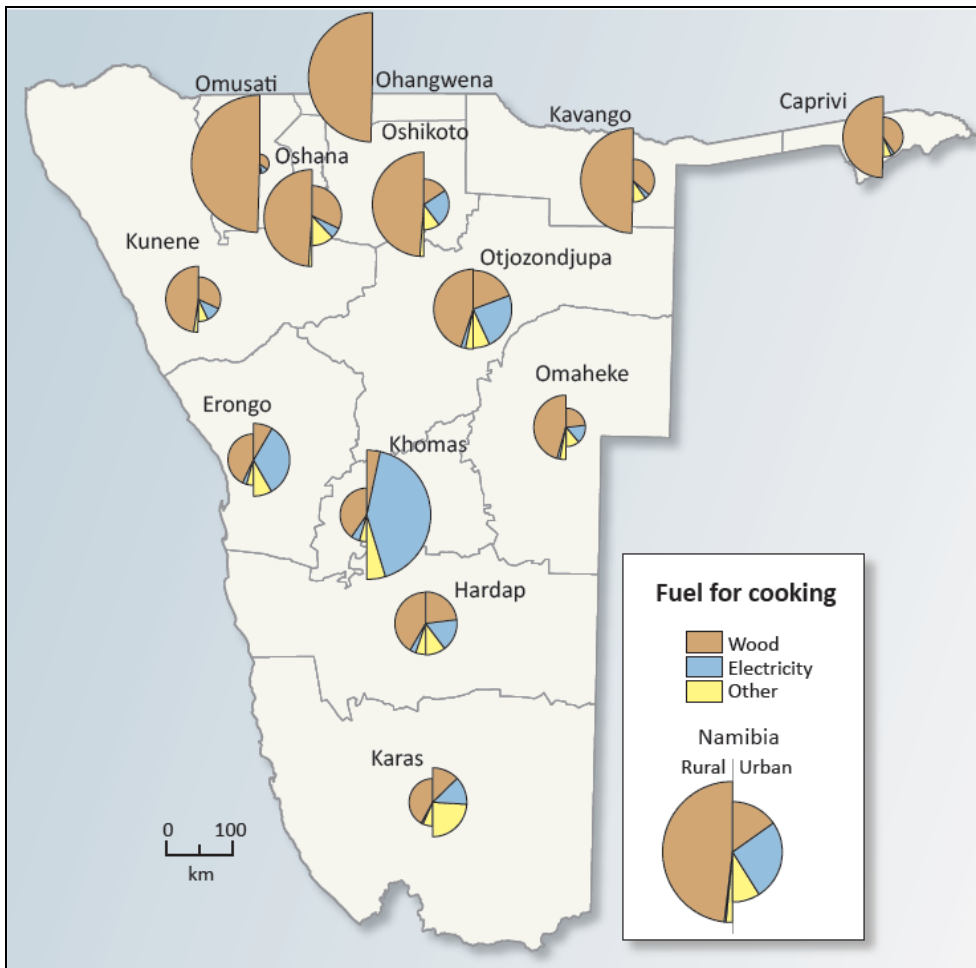 Omusati
Ohangwena
Caprivi
Kavango
Oshikoto
Oshana
Kunene
Otjozondjupa
Omaheke
Erongo
Khomas
Hardap
Karas
0 100
km
Fuel for cooking
Wood
Electricity
Other
Namibia
Rural Urban